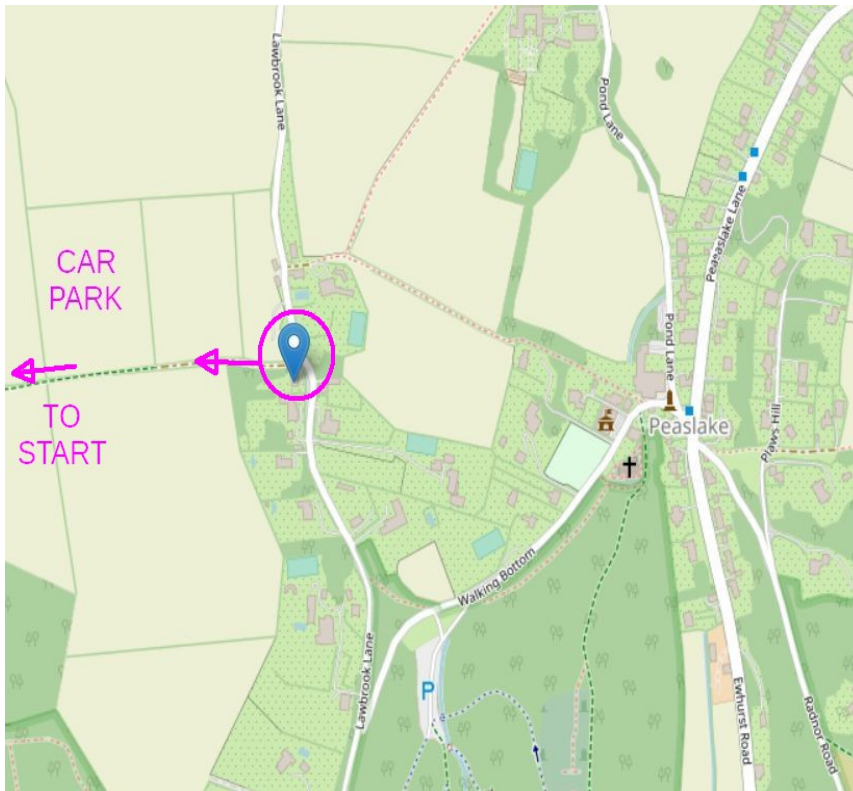 Lawbrook Lane
Pond Lane
Peasaslake Lane
CAR
PARK
TO
START
Pond Lane
Peaslake
Plaws Hill
Walking Bottom
Lawbrook Lane
P
Ewhurst Road
Radnor Road